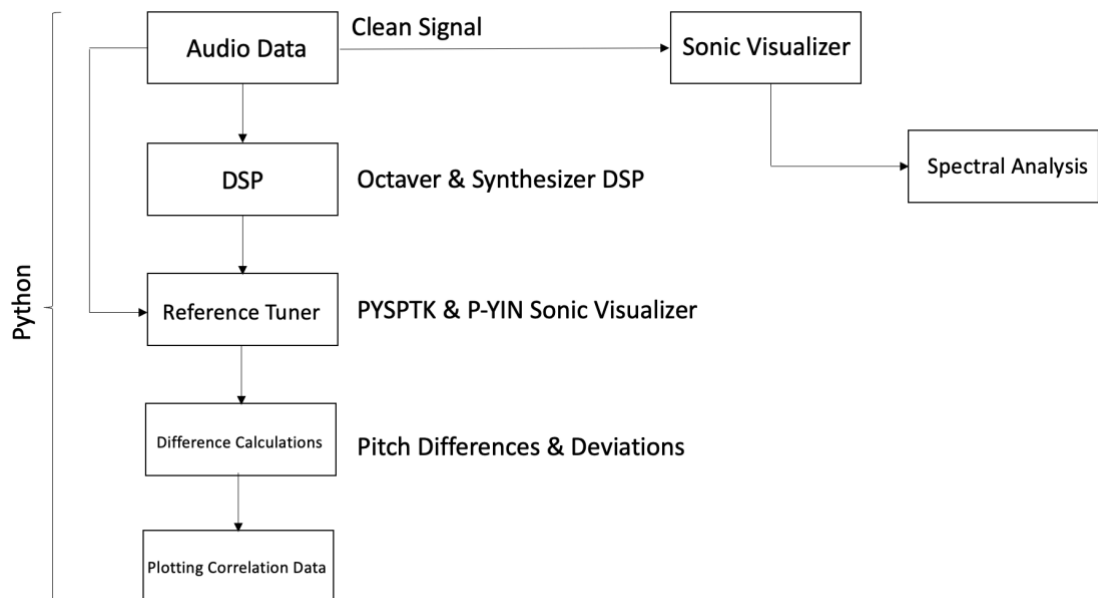 Clean Signal
Audio Data
Sonic Visualizer
Spectral Analysis
DSP
Octaver & Synthesizer DSP
Python
Reference Tuner
PYSPTK & P-YIN Sonic Visualizer
Difference Calculations
Pitch Differences & Deviations
Plotting Correlation Data